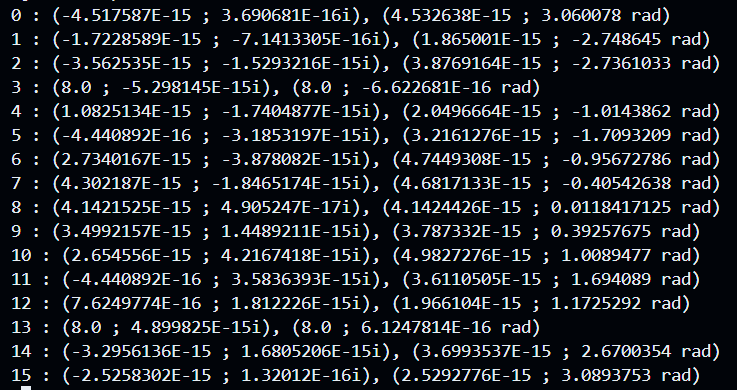 0 : (-4.517587E-15 ; 3.690681E-16i), (4.532638E-15 ; 3.060078 rad)
1 : (-1.7228589E-15 ; -7.1413305E-16i), (1.865001E-15 ; -2.748645 rad)
2 : (-3.562535E-15 ; -1.5293216E-15i), (3.8769164E-15 ; -2.7361033 rad)
3 : (8.0 ; -5.298145E-15i), (8.0 ; -6.622681E-16 rad)
4 : (1.0825134E-15 ; -1.7404877E-15i), (2.0496664E-15 ; -1.0143862 rad)
5 : (-4.440892E-16 ; -3.1853197E-15i), (3.2161276E-15 ; -1.7093209 rad)
6 : (2.7340167E-15 ; -3.878082E-15i), (4.7449308E-15 ; -0.95672786 rad)
7 : (4.302187E-15 ; -1.8465174E-15i), (4.6817133E-15 ; -0.40542638 rad)
8 : (4.1421525E-15 ; 4.905247E-17i), (4.1424426E-15 ; 0.0118417125 rad)
9 : (3.4992157E-15 ; 1.4489211E-15i), (3.787332E-15 ; 0.39257675 rad)
10 : (2.654556E-15 ; 4.2167418E-15i), (4.9827276E-15 ; 1.0089477 rad)
11 : (-4.440892E-16 ; 3.5836393E-15i), (3.6110505E-15 ; 1.694089 rad)
12 : (7.6249774E-16 ; 1.812226E-15i), (1.966104E-15 ; 1.1725292 rad)
13 : (8.0 ; 4.899825E-15i), (8.0 ; 6.1247814E-16 rad)
14 : (-3.2956136E-15 ; 1.6805206E-15i), (3.6993537E-15 ; 2.6700354 rad)
15 : (-2.5258302E-15 ; 1.32012E-16i), (2.5292776E-15 ; 3.0893753 rad)